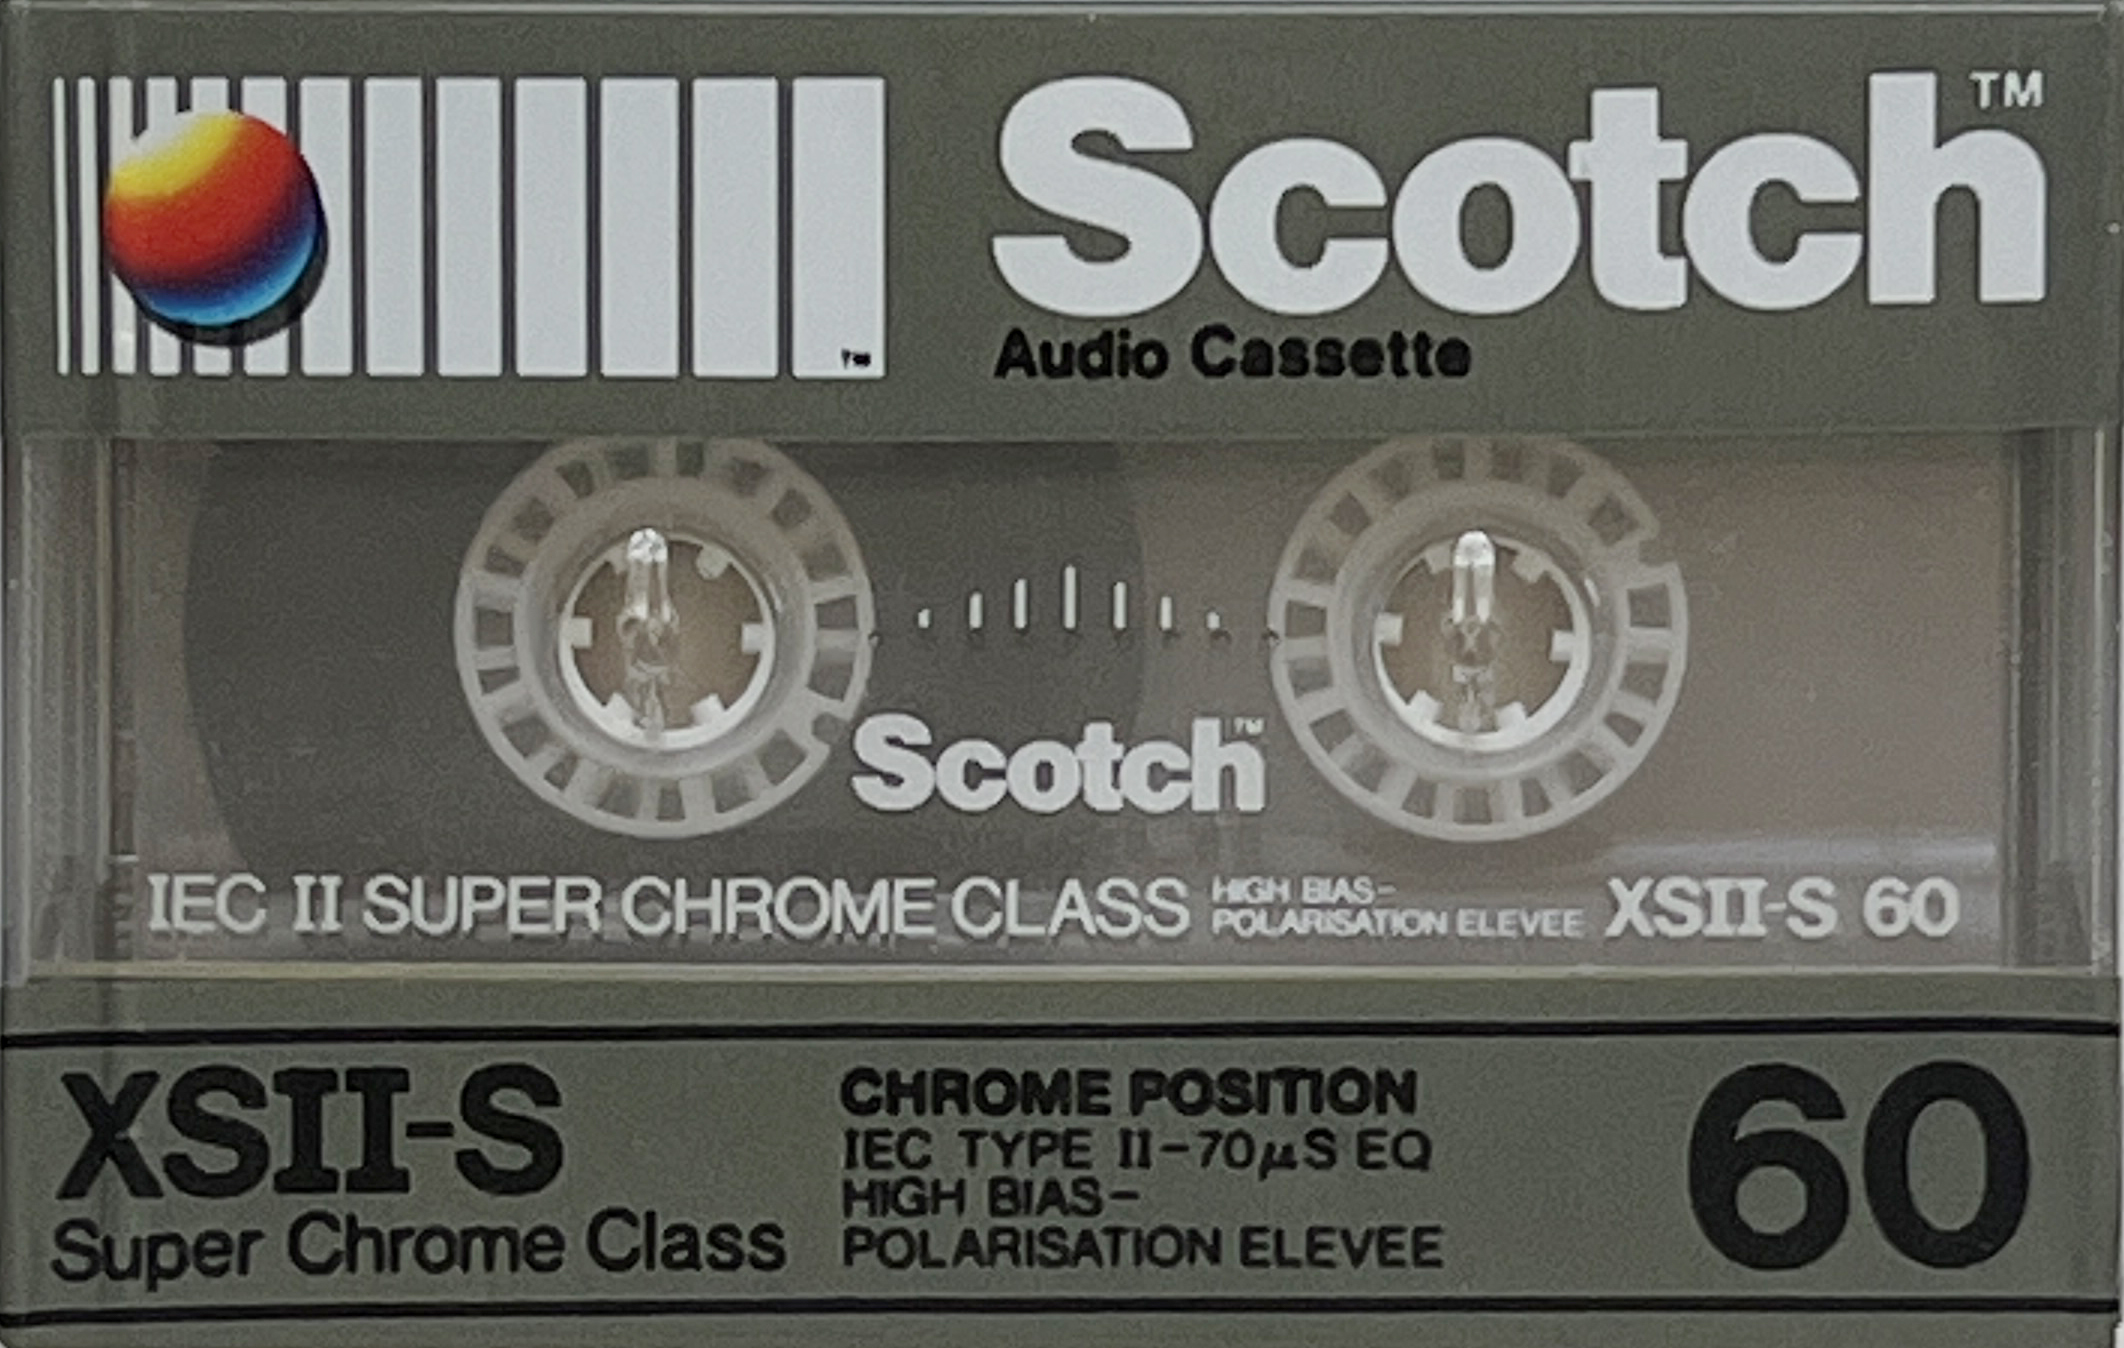 Scotch™
™
Audio Cassette
Scotch™
IEC II SUPER CHROME CLASS HIGH BIAS-
POLARISATION ELEVEE XSII-S 60
XSII-S
Super Chrome Class
CHROME POSITION
IEC TYPE II-70µS EQ
HIGH BIAS-
POLARISATION ELEVEE
60